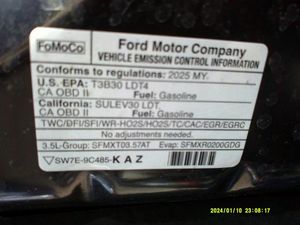 FoMoCo
Ford Motor Company
VEHICLE EMISSION CONTROL INFORMATION
Conforms to regulations: 2025 MY
U.S. EPA: T3B30 LDT4
CA OBD II Fuel: Gasoline
California: SULEV30 LDT
CA OBD II Fuel: Gasoline
TWC/DFI/SFI/WR-HO2S/HO2S/TC/CAC/EGR/EGRC
No adjustments needed.
3.5L-Group: SFMXT03.57AT Evap: SFMXR0200GDG
SW7E-9C485-KAZ
2024/01/10 23:08:17